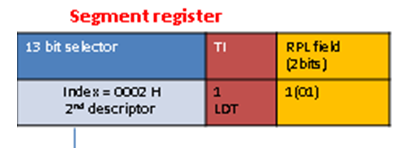 Segment register
13 bit selector TI RPL field
(2bits)
Index = 0002 H 1 1(01)
2nd descriptor LDT